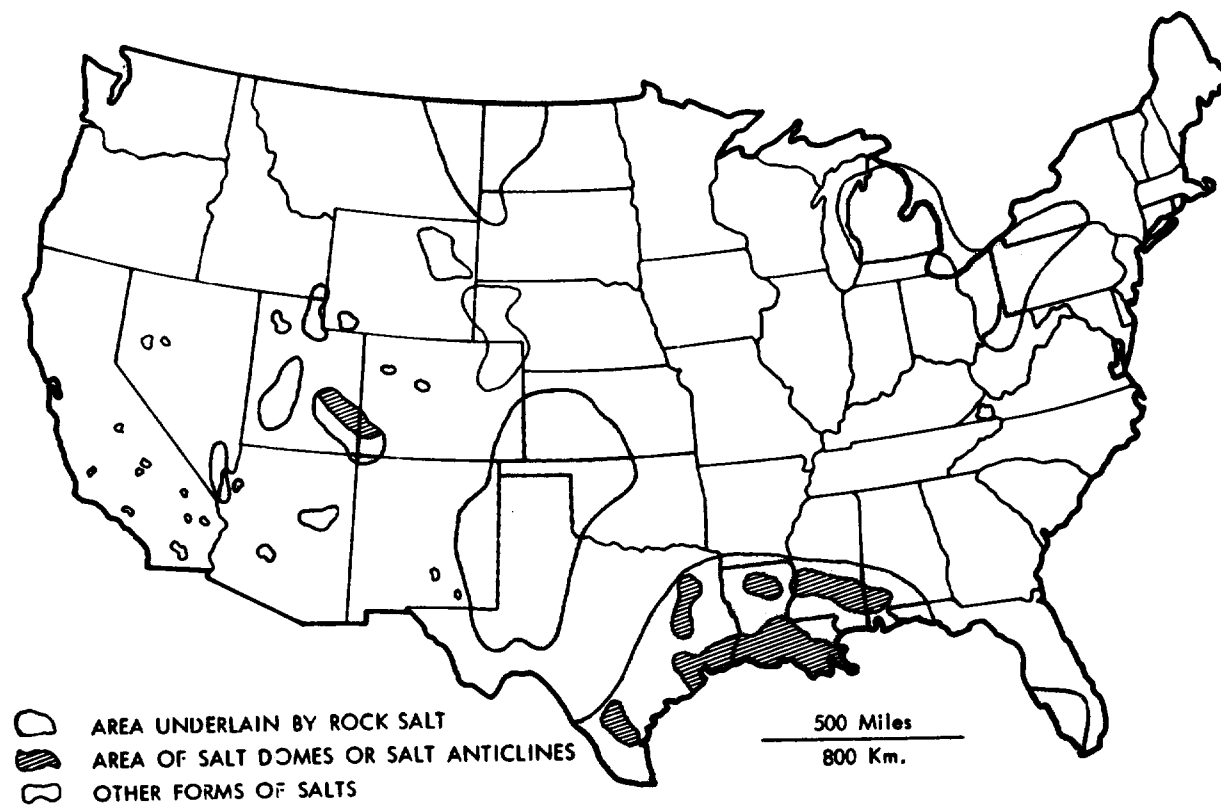 AREA UNDERLAIN BY ROCK SALT
AREA OF SALT DOMES OR SALT ANTICLINES
OTHER FORMS OF SALTS
500 Miles
800 Km.